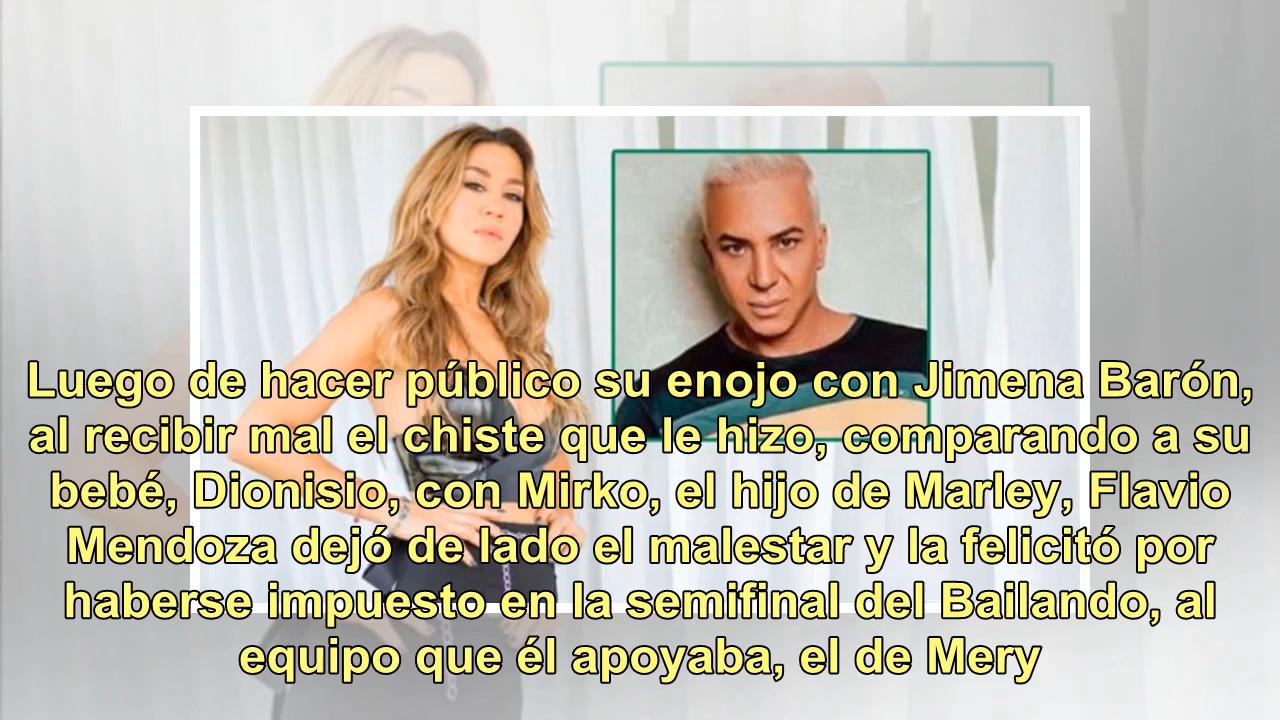 Luego de hacer público su enojo con Jimena Barón,
al recibir mal el chiste que le hizo, comparando a su
bebé, Dionisio, con Mirko, el hijo de Marley, Flavio
Mendoza dejó de lado el malestar y la felicitó por
haberse impuesto en la semifinal del Bailando, al
equipo que él apoyaba, el de Mery